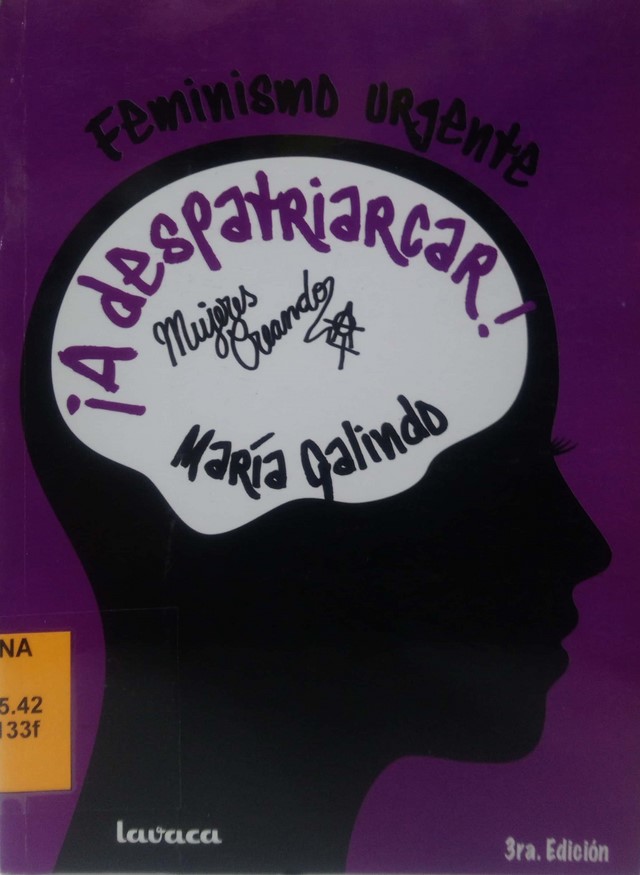 Feminismo urgente
¡A despatriarcar!
Mujeres
Creando
María Galindo
NA
5.42
133f
lavaca
3ra. Edición